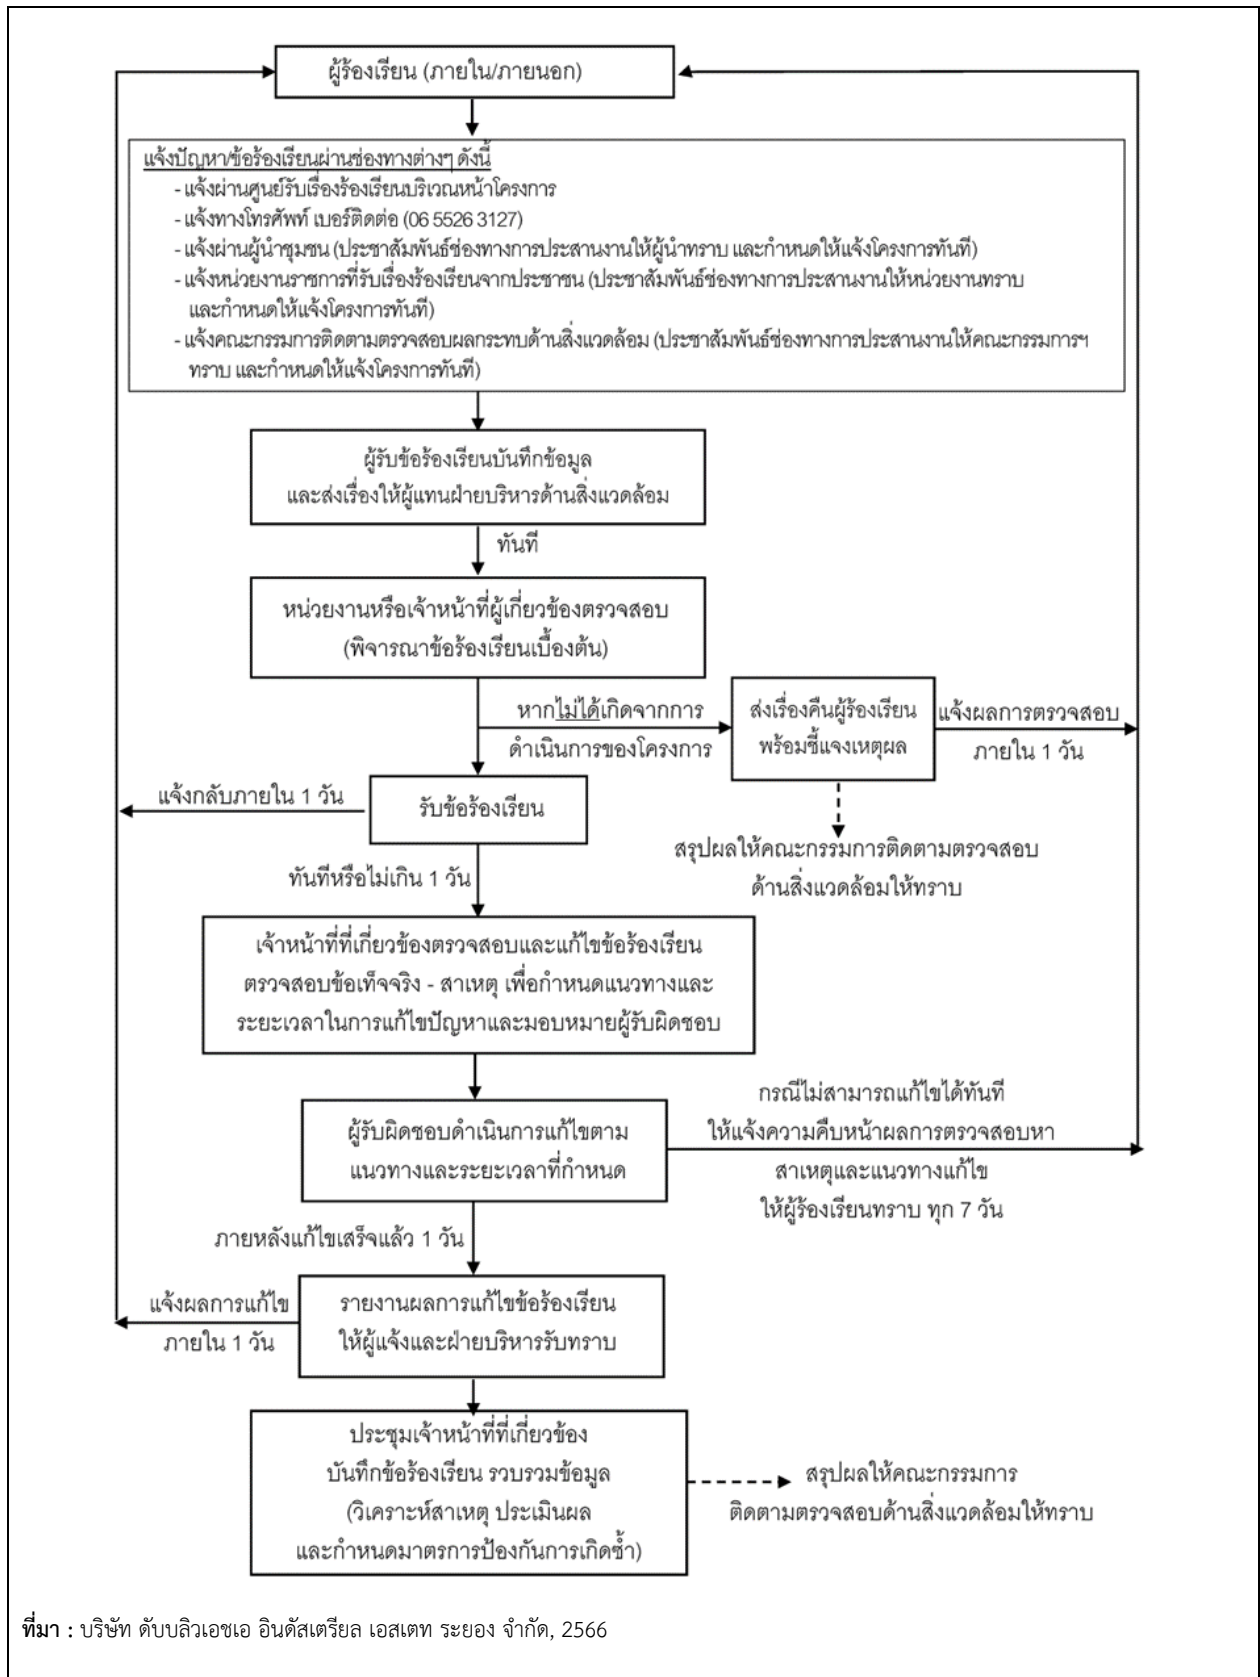 ผู้ร้องเรียน (ภายใน/ภายนอก)
แจ้งปัญหา/ข้อร้องเรียนผ่านช่องทางต่างๆ ดังนี้
- แจ้งผ่านศูนย์รับเรื่องร้องเรียนบริเวณหน้าโครงการ
- แจ้งทางโทรศัพท์ เบอร์ติดต่อ (06 5526 3127)
- แจ้งผ่านผู้นำชุมชน (ประชาสัมพันธ์ช่องทางการประสานงานให้ผู้นำทราบ และกำหนดให้แจ้งโครงการทันที)
- แจ้งหน่วยงานราชการที่รับเรื่องร้องเรียนจากประชาชน (ประชาสัมพันธ์ช่องทางการประสานงานให้หน่วยงานทราบ
และกำหนดให้แจ้งโครงการทันที)
- แจ้งคณะกรรมการติดตามตรวจสอบผลกระทบด้านสิ่งแวดล้อม (ประชาสัมพันธ์ช่องทางการประสานงานให้คณะกรรมการฯ
ทราบ และกำหนดให้แจ้งโครงการทันที)
ผู้รับข้อร้องเรียนบันทึกข้อมูล
และส่งเรื่องให้ผู้แทนฝ่ายบริหารด้านสิ่งแวดล้อม
ทันที
หน่วยงานหรือเจ้าหน้าที่ผู้เกี่ยวข้องตรวจสอบ
(พิจารณาข้อร้องเรียนเบื้องต้น)
หากไม่ได้เกิดจากการ
ดำเนินการของโครงการ
ส่งเรื่องคืนผู้ร้องเรียน
พร้อมชี้แจงเหตุผล
แจ้งผลการตรวจสอบ
ภายใน 1 วัน
แจ้งกลับภายใน 1 วัน
รับข้อร้องเรียน
สรุปผลให้คณะกรรมการติดตามตรวจสอบ
ด้านสิ่งแวดล้อมให้ทราบ
ทันทีหรือไม่เกิน 1 วัน
เจ้าหน้าที่ที่เกี่ยวข้องตรวจสอบและแก้ไขข้อร้องเรียน
ตรวจสอบข้อเท็จจริง - สาเหตุ เพื่อกำหนดแนวทางและ
ระยะเวลาในการแก้ไขปัญหาและมอบหมายผู้รับผิดชอบ
ผู้รับผิดชอบดำเนินการแก้ไขตาม
แนวทางและระยะเวลาที่กำหนด
กรณีไม่สามารถแก้ไขได้ทันที
ให้แจ้งความคืบหน้าผลการตรวจสอบหา
สาเหตุและแนวทางแก้ไข
ให้ผู้ร้องเรียนทราบ ทุก 7 วัน
ภายหลังแก้ไขเสร็จแล้ว 1 วัน
แจ้งผลการแก้ไข
ภายใน 1 วัน
รายงานผลการแก้ไขข้อร้องเรียน
ให้ผู้แจ้งและฝ่ายบริหารรับทราบ
ประชุมเจ้าหน้าที่ที่เกี่ยวข้อง
บันทึกข้อร้องเรียน รวบรวมข้อมูล
(วิเคราะห์สาเหตุ ประเมินผล
และกำหนดมาตรการป้องกันการเกิดซ้ำ)
สรุปผลให้คณะกรรมการ
ติดตามตรวจสอบด้านสิ่งแวดล้อมให้ทราบ
ที่มา : บริษัท ดับบลิวเอชเอ อินดัสเตรียล เอสเตท ระยอง จำกัด, 2566